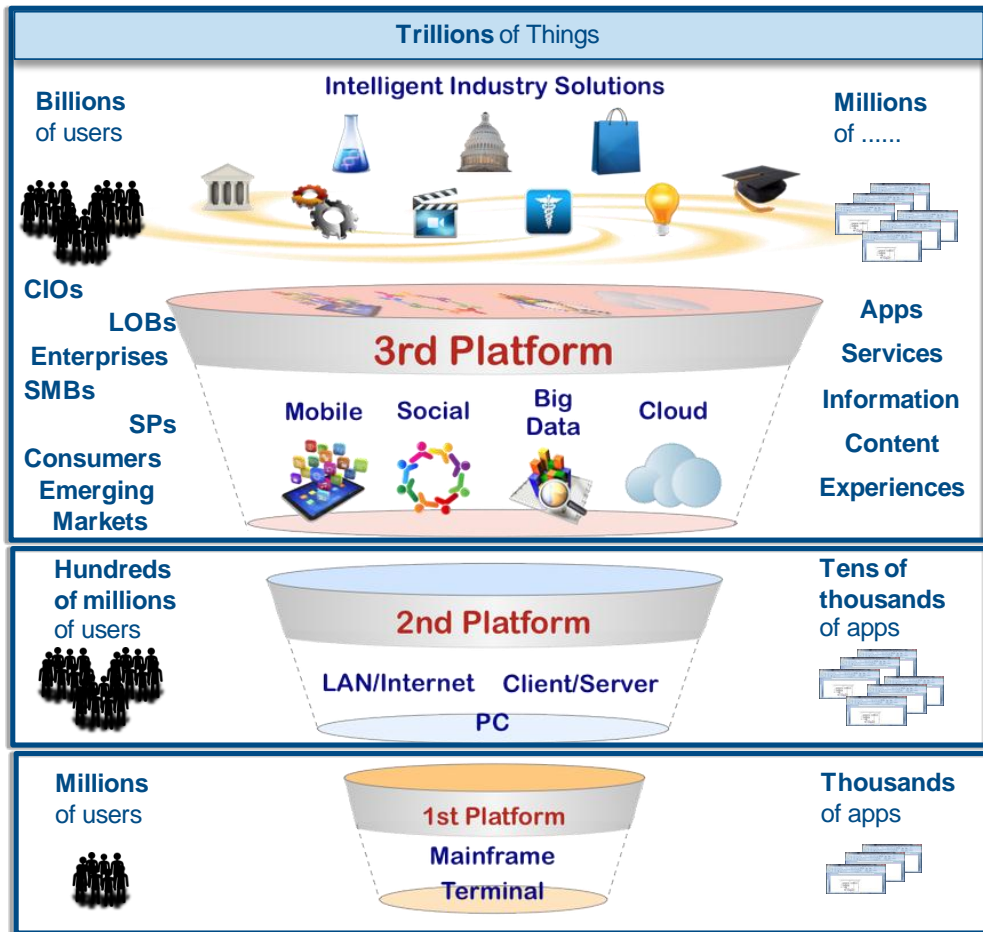 Trillions of Things
Intelligent Industry Solutions
Billions
of users
Millions
of ......
CIOs
LOBs
Enterprises
SMBs
SPs
Consumers
Emerging
Markets
3rd Platform
Mobile
Social
Big
Data
Cloud
Apps
Services
Information
Content
Experiences
Hundreds
of millions
of users
2nd Platform
LAN/Internet
Client/Server
PC
Tens of
thousands
of apps
Millions
of users
1st Platform
Mainframe
Terminal
Thousands
of apps